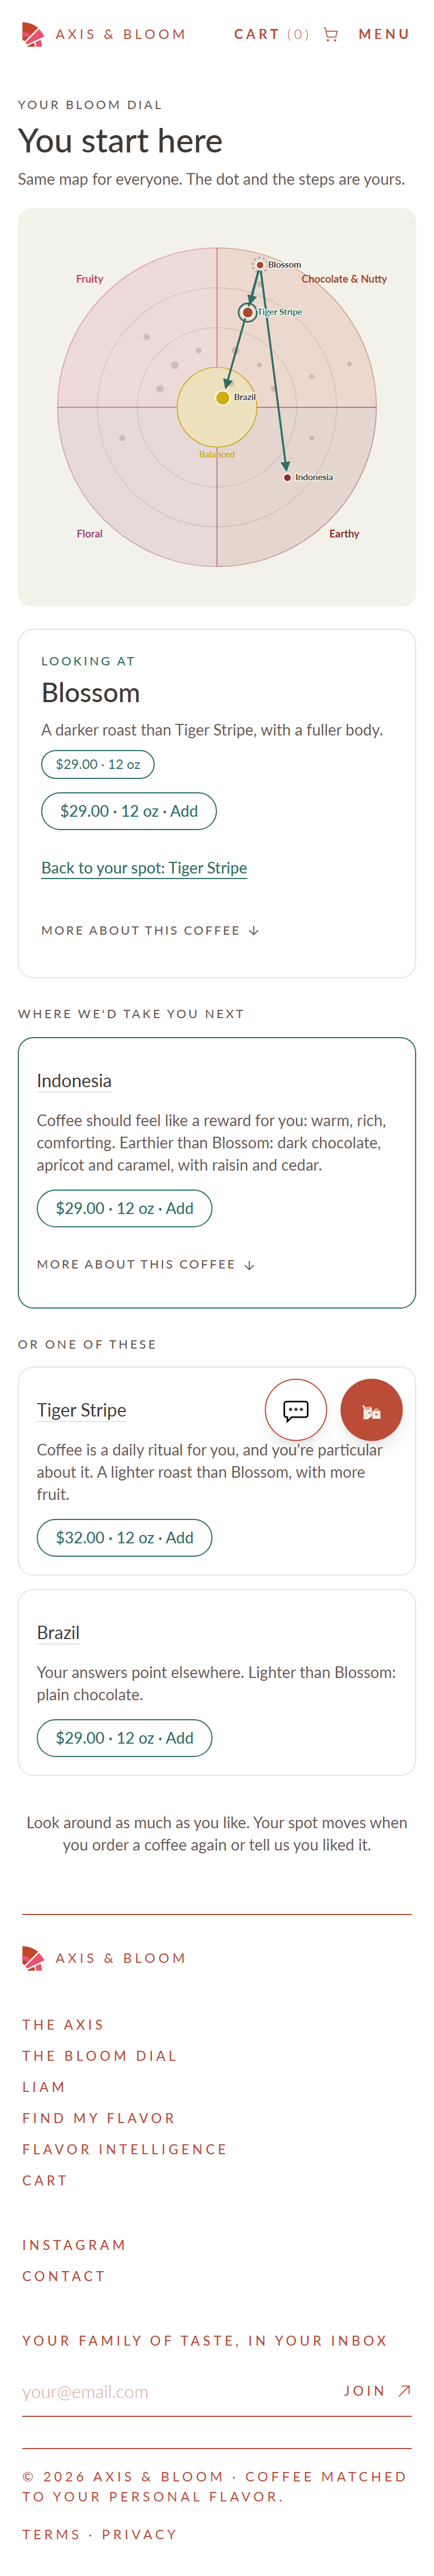 AXIS & BLOOM
CART (0)
MENU
YOUR BLOOM DIAL
You start here
Same map for everyone. The dot and the steps are yours.
Blossom
Fruity
Chocolate & Nutty
Tiger Stripe
Brazil
Balanced
Indonesia
Floral
Earthy
LOOKING AT
Blossom
A darker roast than Tiger Stripe, with a fuller body.
$29.00 · 12 oz
$29.00 · 12 oz · Add
Back to your spot: Tiger Stripe
MORE ABOUT THIS COFFEE ↓
WHERE WE'D TAKE YOU NEXT
Indonesia
Coffee should feel like a reward for you: warm, rich,
comforting. Earthier than Blossom: dark chocolate,
apricot and caramel, with raisin and cedar.
$29.00 · 12 oz · Add
MORE ABOUT THIS COFFEE ↓
OR ONE OF THESE
Tiger Stripe
Coffee is a daily ritual for you, and you're particular
about it. A lighter roast than Blossom, with more
fruit.
$32.00 · 12 oz · Add
Brazil
Your answers point elsewhere. Lighter than Blossom:
plain chocolate.
$29.00 · 12 oz · Add
Look around as much as you like. Your spot moves when
you order a coffee again or tell us you liked it.
AXIS & BLOOM
THE AXIS
THE BLOOM DIAL
LIAM
FIND MY FLAVOR
FLAVOR INTELLIGENCE
CART
INSTAGRAM
CONTACT
YOUR FAMILY OF TASTE, IN YOUR INBOX
your@email.com
JOIN ↗
© 2026 AXIS & BLOOM · COFFEE MATCHED
TO YOUR PERSONAL FLAVOR.
TERMS · PRIVACY